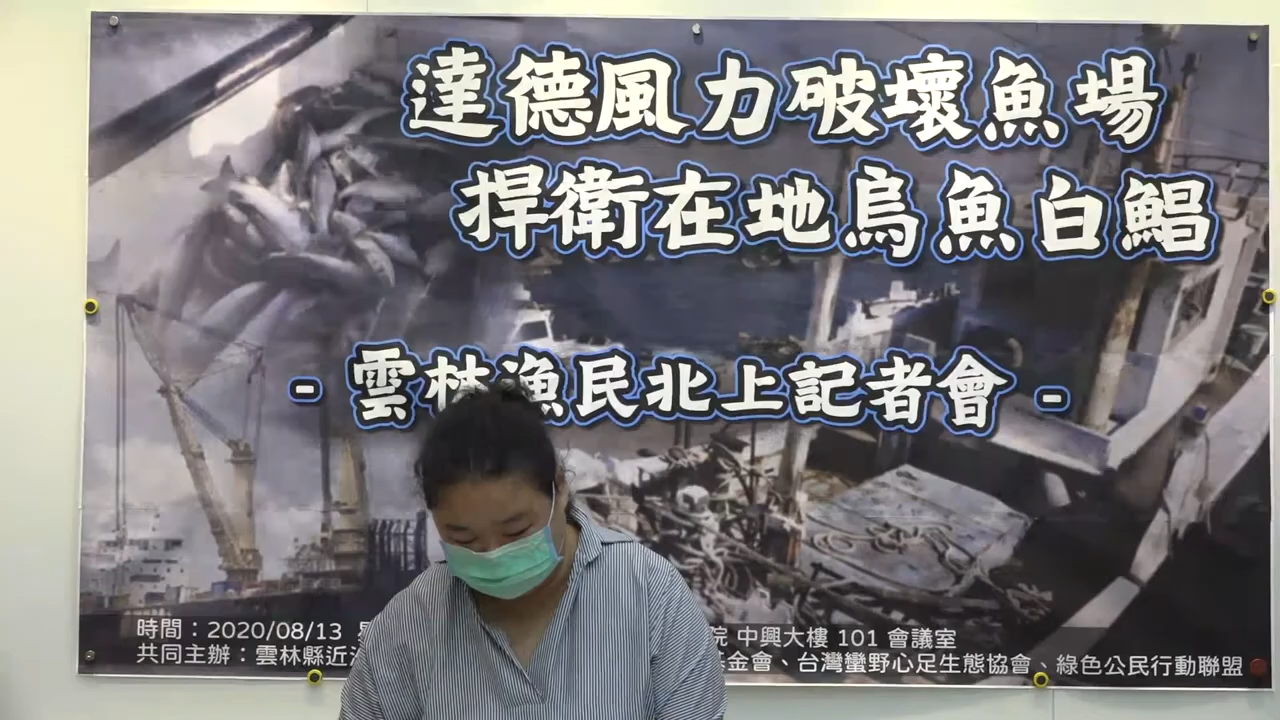 達德風力破壞魚場
捍衛在地烏魚白鯧
- 雲林漁民北上記者會 -
時間：2020/08/13 院 中興大樓 101 會議室
共同主辦：雲林縣近 基金會、台灣蠻野心足生態協會、綠色公民行動聯盟